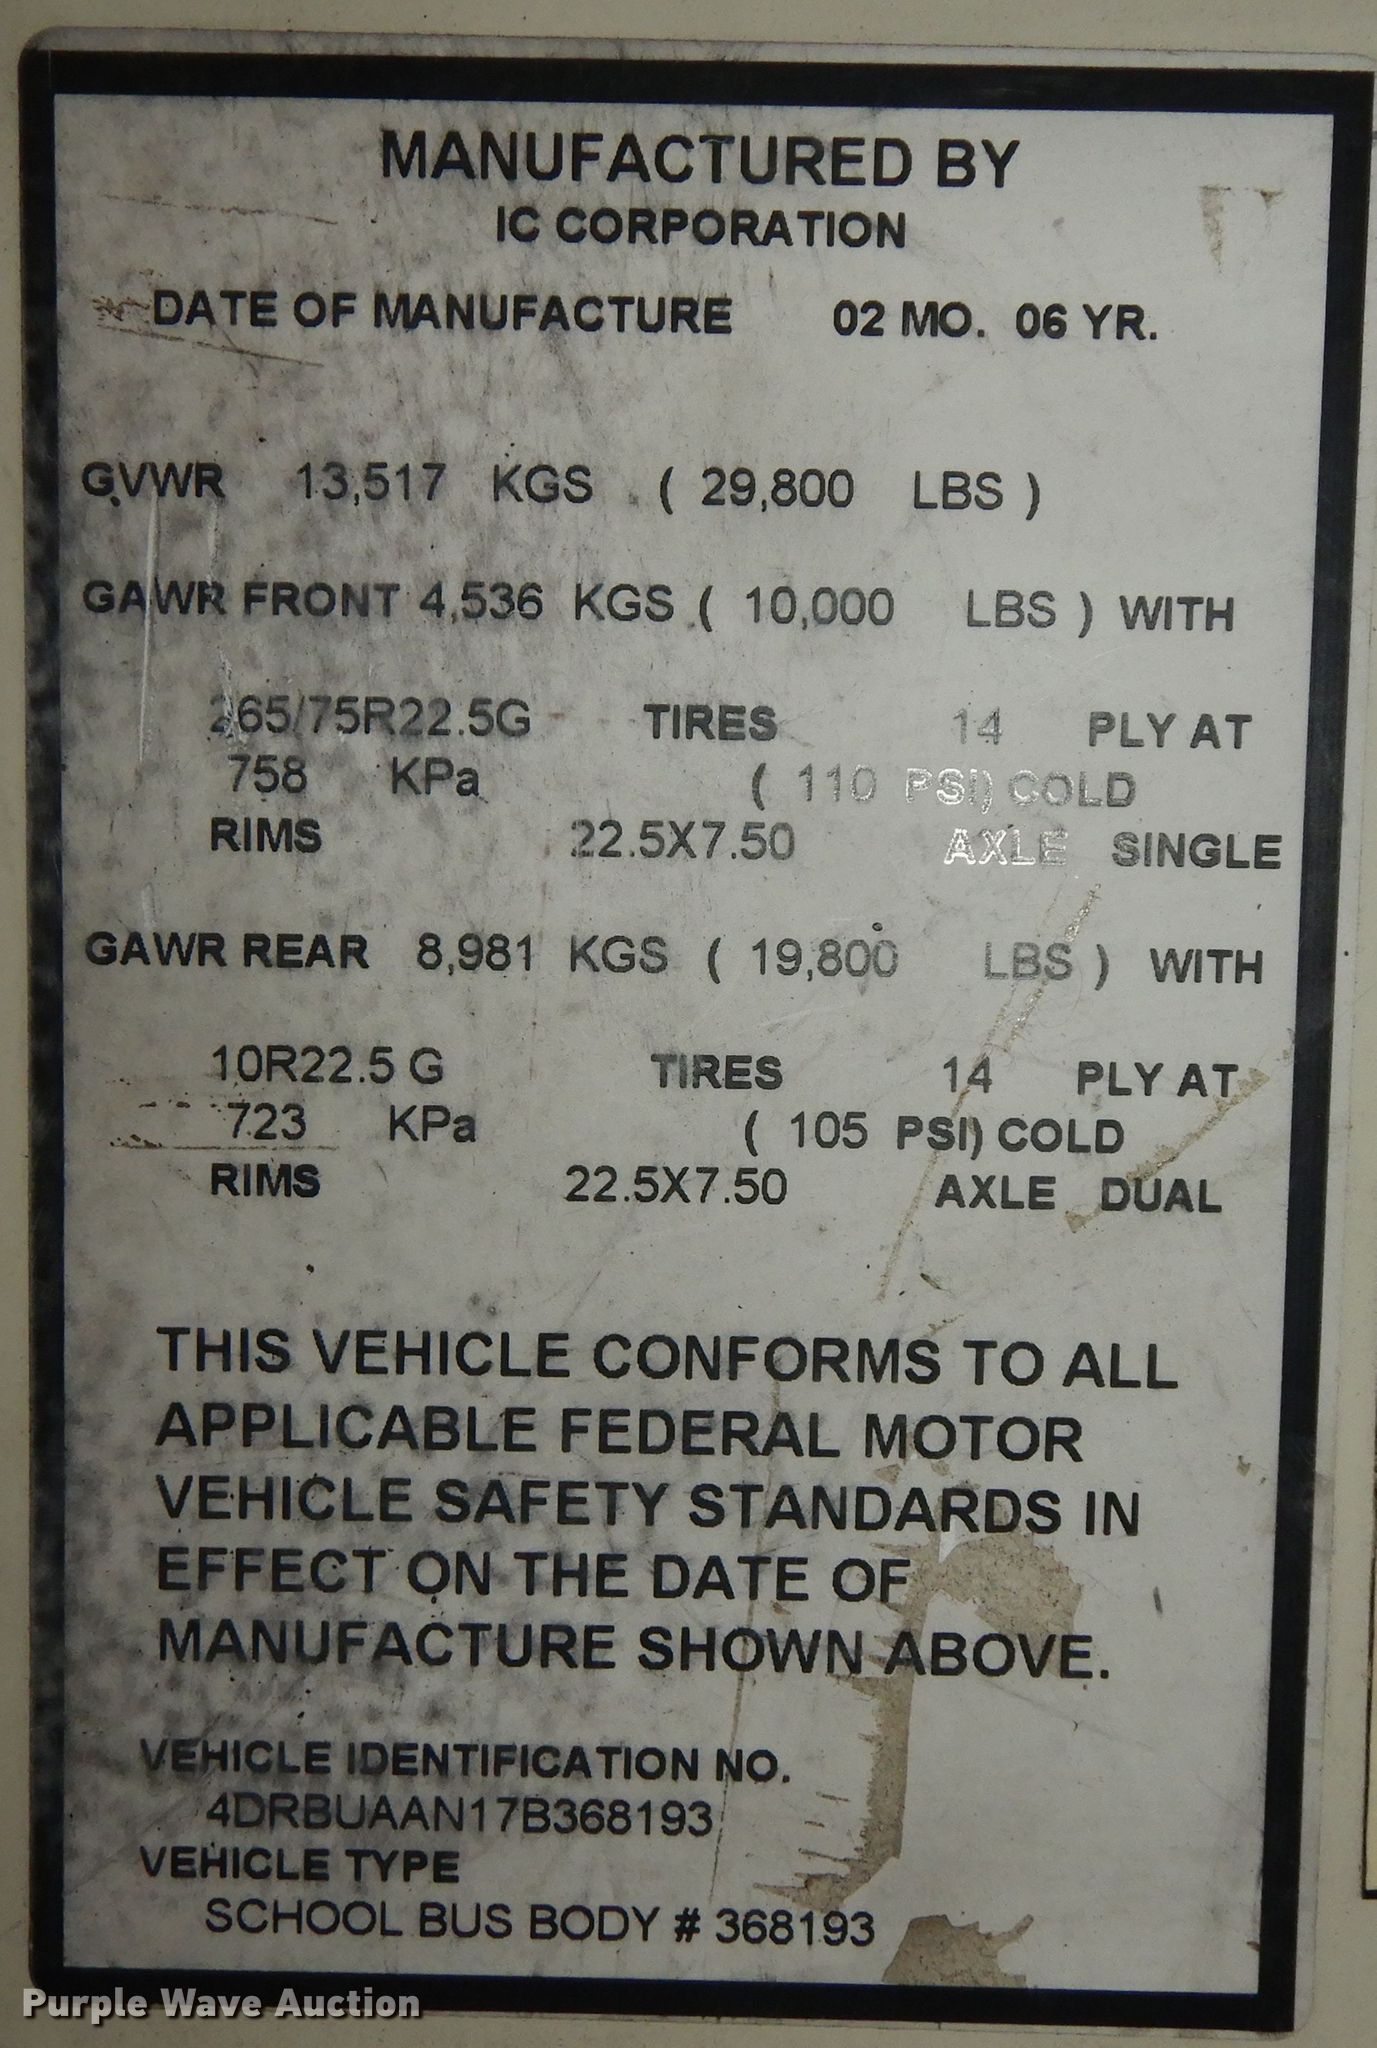 MANUFACTURED BY
IC CORPORATION
DATE OF MANUFACTURE 02 MO. 06 YR.
GVWR 13,517 KGS ( 29,800 LBS )
GAWR FRONT 4,536 KGS ( 10,000 LBS ) WITH
265/75R22.5G TIRES 14 PLY AT
758 KPa ( 110 PSI) COLD
RIMS 22.5X7.50 AXLE SINGLE
GAWR REAR 8,981 KGS ( 19,800 LBS ) WITH
10R22.5 G TIRES 14 PLY AT
723 KPa ( 105 PSI) COLD
RIMS 22.5X7.50 AXLE DUAL
THIS VEHICLE CONFORMS TO ALL
APPLICABLE FEDERAL MOTOR
VEHICLE SAFETY STANDARDS IN
EFFECT ON THE DATE OF
MANUFACTURE SHOWN ABOVE.
VEHICLE IDENTIFICATION NO.
4DRBUAAN17B368193
VEHICLE TYPE
SCHOOL BUS BODY # 368193
Purple Wave Auction